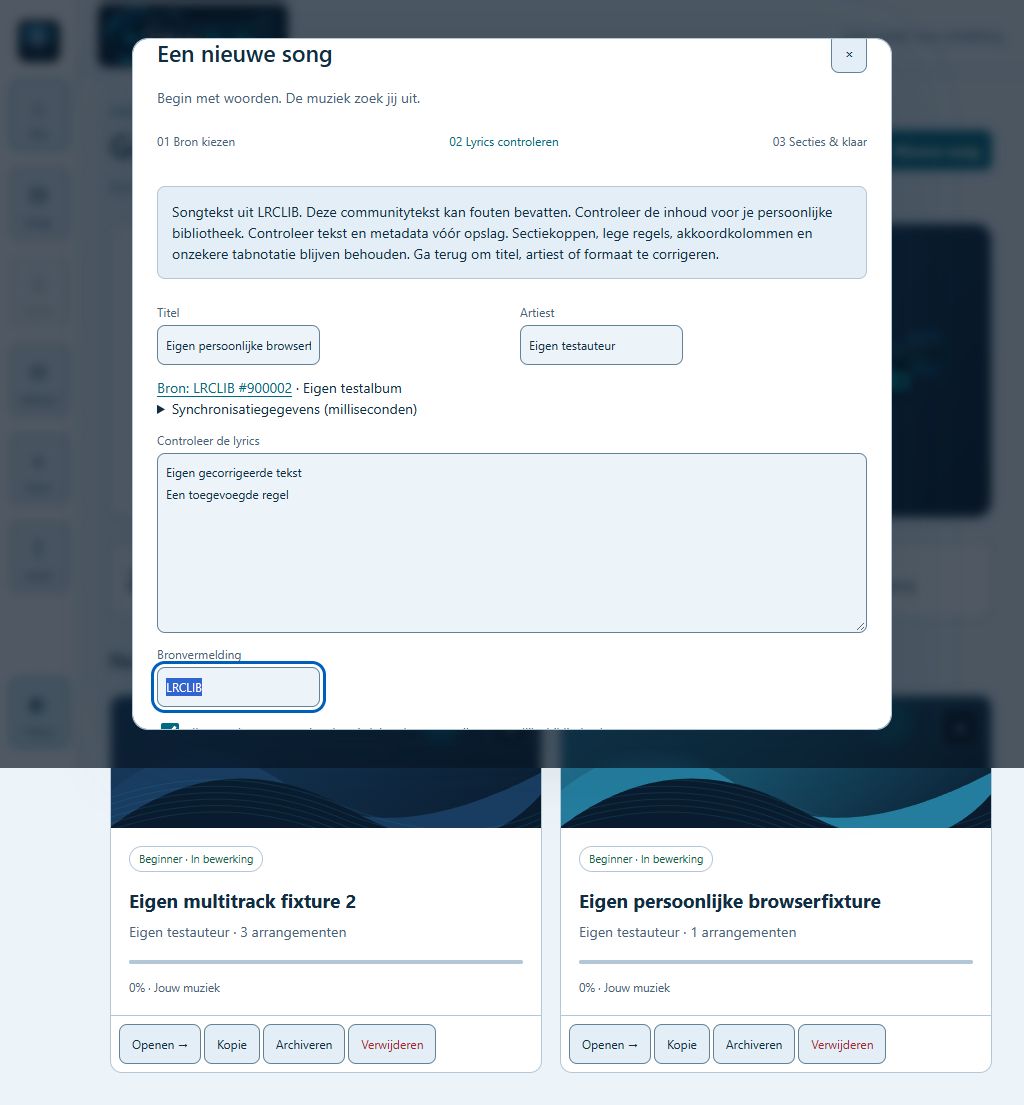 Een nieuwe song
×
Begin met woorden. De muziek zoek jij uit.
01 Bron kiezen
02 Lyrics controleren
03 Secties & klaar
Songtekst uit LRCLIB. Deze communitytekst kan fouten bevatten. Controleer de inhoud voor je persoonlijke
bibliotheek. Controleer tekst en metadata vóór opslag. Sectiekoppen, lege regels, akkoordkolommen en
onzekere tabnotatie blijven behouden. Ga terug om titel, artiest of formaat te corrigeren.
Titel
Artiest
Eigen persoonlijke browserf
Eigen testauteur
Bron: LRCLIB #900002 · Eigen testalbum
▶ Synchronisatiegegevens (milliseconden)
Controleer de lyrics
Eigen gecorrigeerde tekst
Een toegevoegde regel
Bronvermelding
LRCLIB
Beginner · In bewerking
Eigen multitrack fixture 2
Eigen testauteur · 3 arrangementen
0% · Jouw muziek
Openen →
Kopie
Archiveren
Verwijderen
Beginner · In bewerking
Eigen persoonlijke browserfixture
Eigen testauteur · 1 arrangementen
0% · Jouw muziek
Openen →
Kopie
Archiveren
Verwijderen